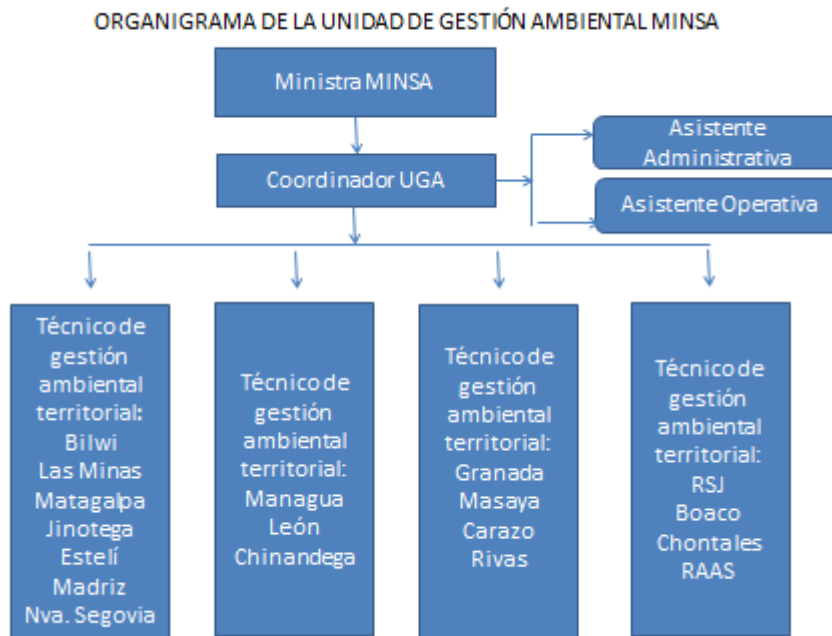 ORGANIGRAMA DE LA UNIDAD DE GESTIÓN AMBIENTAL MINSA
Ministra MINSA
Coordinador UGA
Asistente
Administrativa
Asistente Operativa
Técnico de
gestión
ambiental
territorial:
Bilwi
Las Minas
Matagalpa
Jinotega
Estelí
Madriz
Nva. Segovia
Técnico de
gestión
ambiental
territorial:
Managua
León
Chinandega
Técnico de
gestión
ambiental
territorial:
Granada
Masaya
Carazo
Rivas
Técnico de
gestión
ambiental
territorial:
RSJ
Boaco
Chontales
RAAS